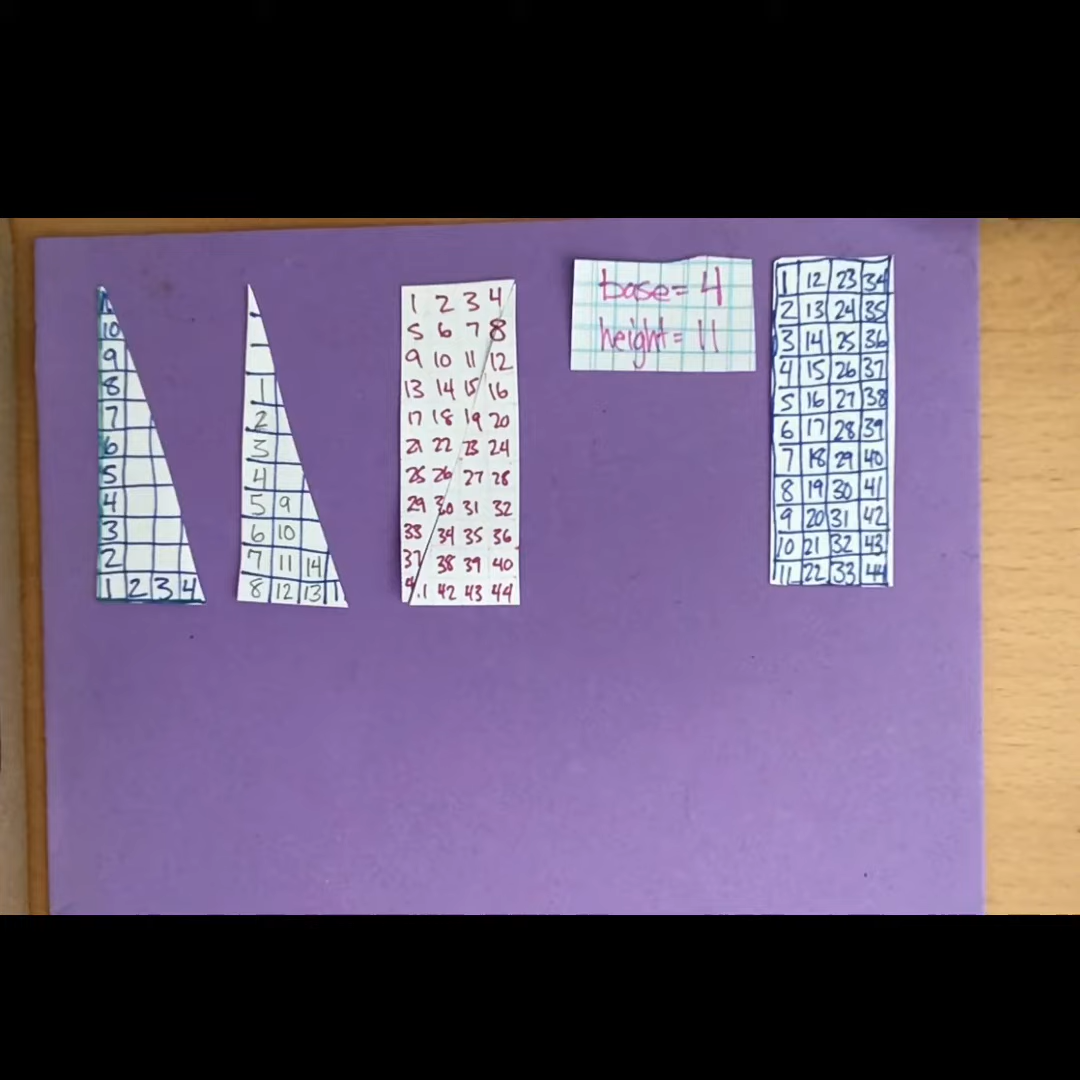 11
10
9
8
7
6
5
4
3
2
1 2 3 4
1
2
3
4
5 9
6 10
7 11 14
8 12 13 1
1 2 3 4
5 6 7 8
9 10 11 12
13 14 15 16
17 18 19 20
21 22 23 24
25 26 27 28
29 30 31 32
33 34 35 36
37 38 39 40
41 42 43 44
base = 4
height = 11
1 12 23 34
2 13 24 35
3 14 25 36
4 15 26 37
5 16 27 38
6 17 28 39
7 18 29 40
8 19 30 41
9 20 31 42
10 21 32 43
11 22 33 44